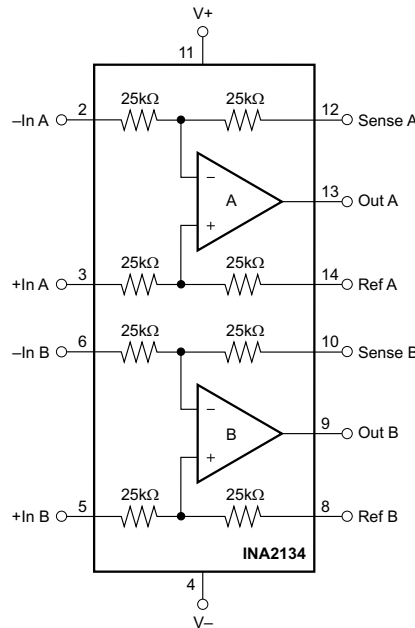 V+
11
25kΩ 25kΩ
–In A 2 12 Sense A
–
A 13 Out A
+
25kΩ 25kΩ
+In A 3 14 Ref A
25kΩ 25kΩ
–In B 6 10 Sense B
–
B 9 Out B
+
25kΩ 25kΩ
+In B 5 8 Ref B
INA2134
4
V–